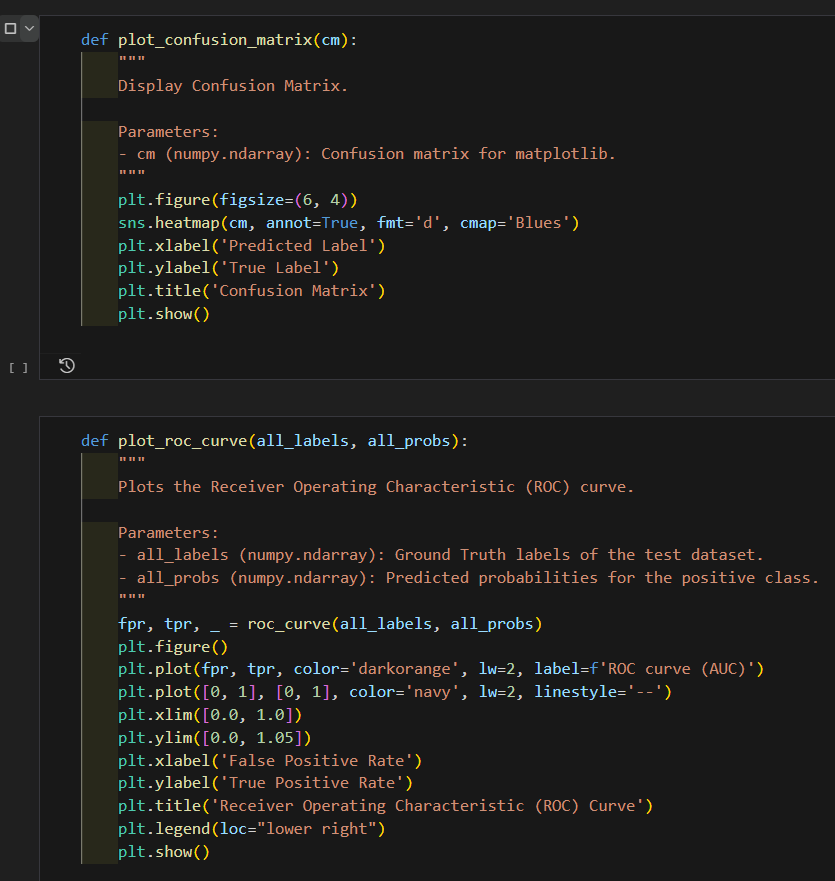 def plot_confusion_matrix(cm):
    """
    Display Confusion Matrix.

    Parameters:
    - cm (numpy.ndarray): Confusion matrix for matplotlib.
    """
    plt.figure(figsize=(6, 4))
    sns.heatmap(cm, annot=True, fmt='d', cmap='Blues')
    plt.xlabel('Predicted Label')
    plt.ylabel('True Label')
    plt.title('Confusion Matrix')
    plt.show()
[ ]
def plot_roc_curve(all_labels, all_probs):
    """
    Plots the Receiver Operating Characteristic (ROC) curve.

    Parameters:
    - all_labels (numpy.ndarray): Ground Truth labels of the test dataset.
    - all_probs (numpy.ndarray): Predicted probabilities for the positive class.
    """
    fpr, tpr, _ = roc_curve(all_labels, all_probs)
    plt.figure()
    plt.plot(fpr, tpr, color='darkorange', lw=2, label=f'ROC curve (AUC)')
    plt.plot([0, 1], [0, 1], color='navy', lw=2, linestyle='--')
    plt.xlim([0.0, 1.0])
    plt.ylim([0.0, 1.05])
    plt.xlabel('False Positive Rate')
    plt.ylabel('True Positive Rate')
    plt.title('Receiver Operating Characteristic (ROC) Curve')
    plt.legend(loc="lower right")
    plt.show()